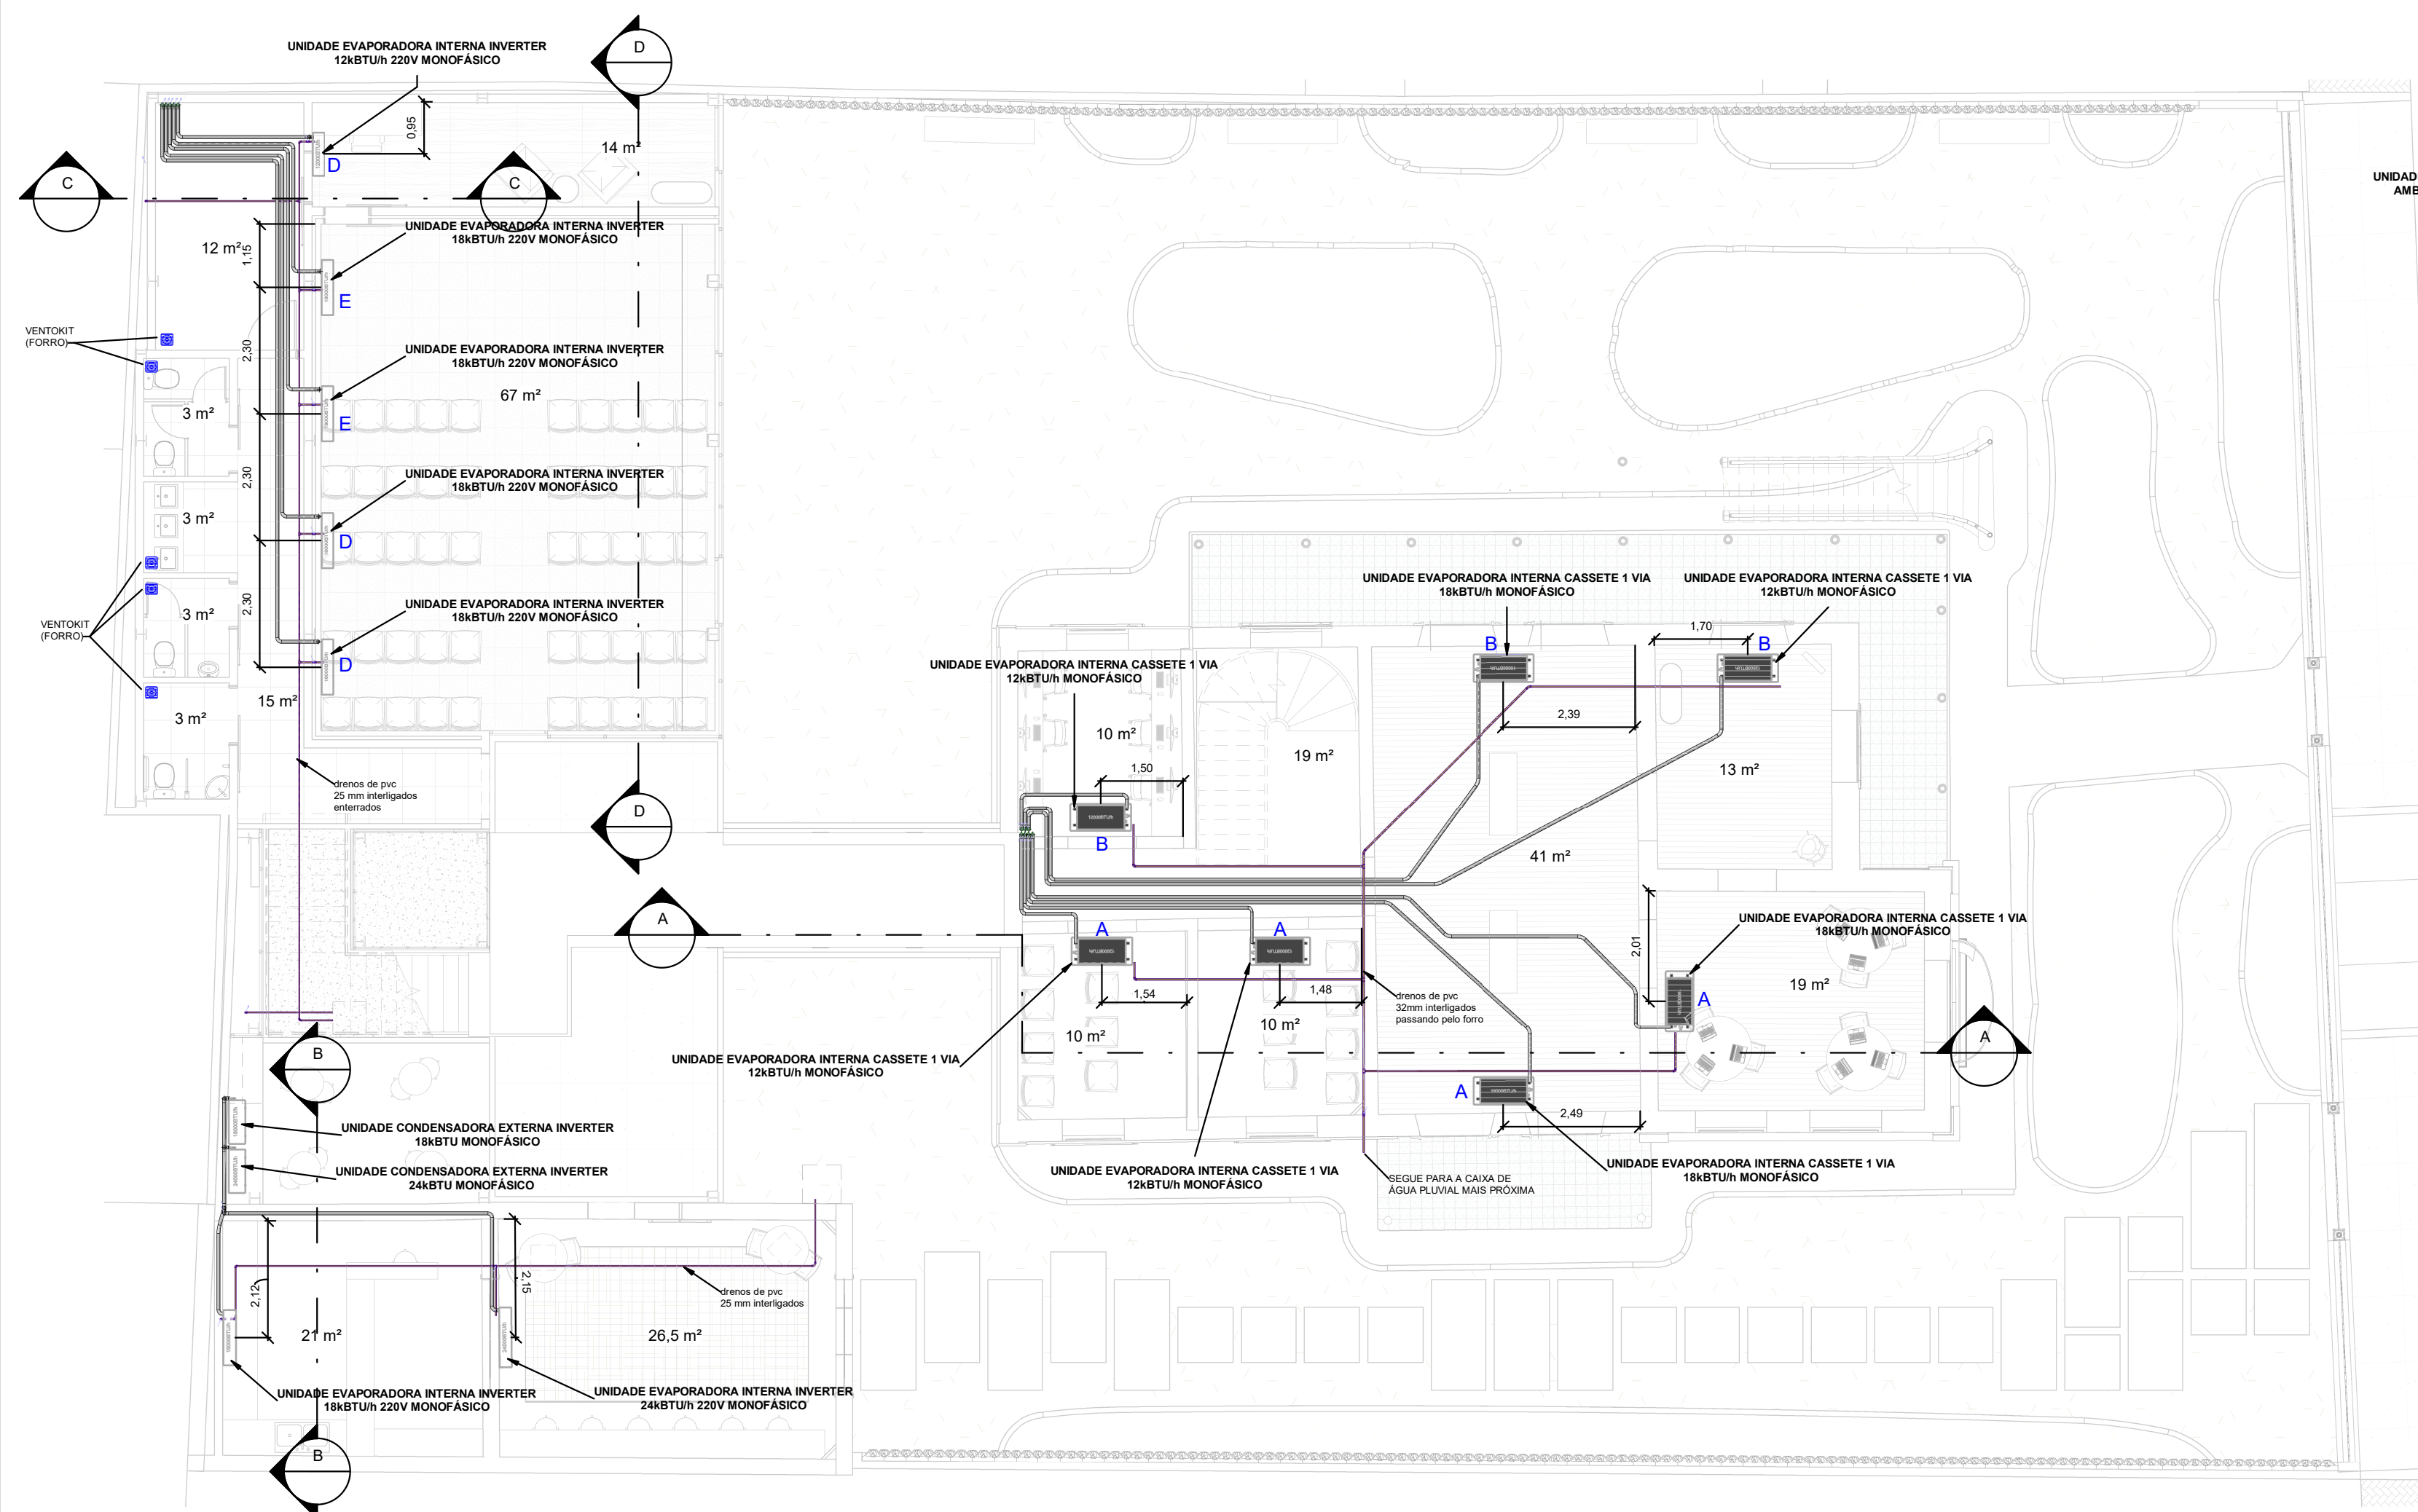 UNIDADE EVAPORADORA INTERNA INVERTER
12kBTU/h 220V MONOFÁSICO
D
0,95
14 m²
D
C
C
UNIDAD
AMB
UNIDADE EVAPORADORA INTERNA INVERTER
18kBTU/h 220V MONOFÁSICO
12 m²
1,15
E
VENTOKIT
(FORRO)
2,30
UNIDADE EVAPORADORA INTERNA INVERTER
18kBTU/h 220V MONOFÁSICO
67 m²
3 m²
E
UNIDADE EVAPORADORA INTERNA INVERTER
18kBTU/h 220V MONOFÁSICO
2,30
3 m²
D
UNIDADE EVAPORADORA INTERNA INVERTER
18kBTU/h 220V MONOFÁSICO
2,30
3 m²
VENTOKIT
(FORRO)
D
15 m²
3 m²
drenos de pvc
25 mm interligados
enterrados
D
UNIDADE EVAPORADORA INTERNA CASSETE 1 VIA
18kBTU/h MONOFÁSICO
UNIDADE EVAPORADORA INTERNA CASSETE 1 VIA
12kBTU/h MONOFÁSICO
B
1,70
B
UNIDADE EVAPORADORA INTERNA CASSETE 1 VIA
12kBTU/h MONOFÁSICO
2,39
10 m²
19 m²
13 m²
1,50
12000BTU/h
B
41 m²
A
A
A
UNIDADE EVAPORADORA INTERNA CASSETE 1 VIA
18kBTU/h MONOFÁSICO
2,01
19 m²
A
1,54
1,48
drenos de pvc
32mm interligados
passando pelo forro
10 m²
10 m²
A
B
UNIDADE EVAPORADORA INTERNA CASSETE 1 VIA
12kBTU/h MONOFÁSICO
A
2,49
UNIDADE CONDENSADORA EXTERNA INVERTER
18kBTU MONOFÁSICO
UNIDADE CONDENSADORA EXTERNA INVERTER
24kBTU MONOFÁSICO
UNIDADE EVAPORADORA INTERNA CASSETE 1 VIA
12kBTU/h MONOFÁSICO
SEGUE PARA A CAIXA DE
ÁGUA PLUVIAL MAIS PRÓXIMA
UNIDADE EVAPORADORA INTERNA CASSETE 1 VIA
18kBTU/h MONOFÁSICO
2,12
2,15
drenos de pvc
25 mm interligados
21 m²
26,5 m²
UNIDADE EVAPORADORA INTERNA INVERTER
18kBTU/h 220V MONOFÁSICO
UNIDADE EVAPORADORA INTERNA INVERTER
24kBTU/h 220V MONOFÁSICO
B